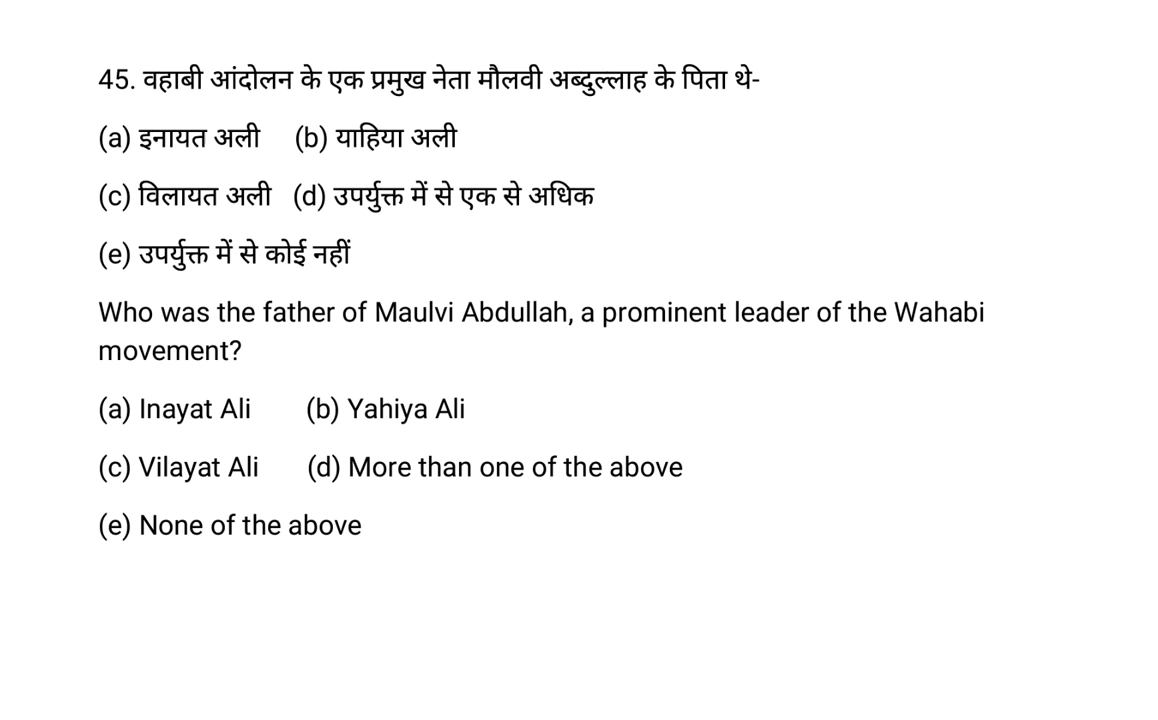 45. वहाबी आंदोलन के एक प्रमुख नेता मौलवी अब्दुल्लाह के पिता थे-
(a) इनायत अली (b) याहिया अली
(c) विलायत अली (d) उपर्युक्त में से एक से अधिक
(e) उपर्युक्त में से कोई नहीं
Who was the father of Maulvi Abdullah, a prominent leader of the Wahabi
movement?
(a) Inayat Ali (b) Yahiya Ali
(c) Vilayat Ali (d) More than one of the above
(e) None of the above